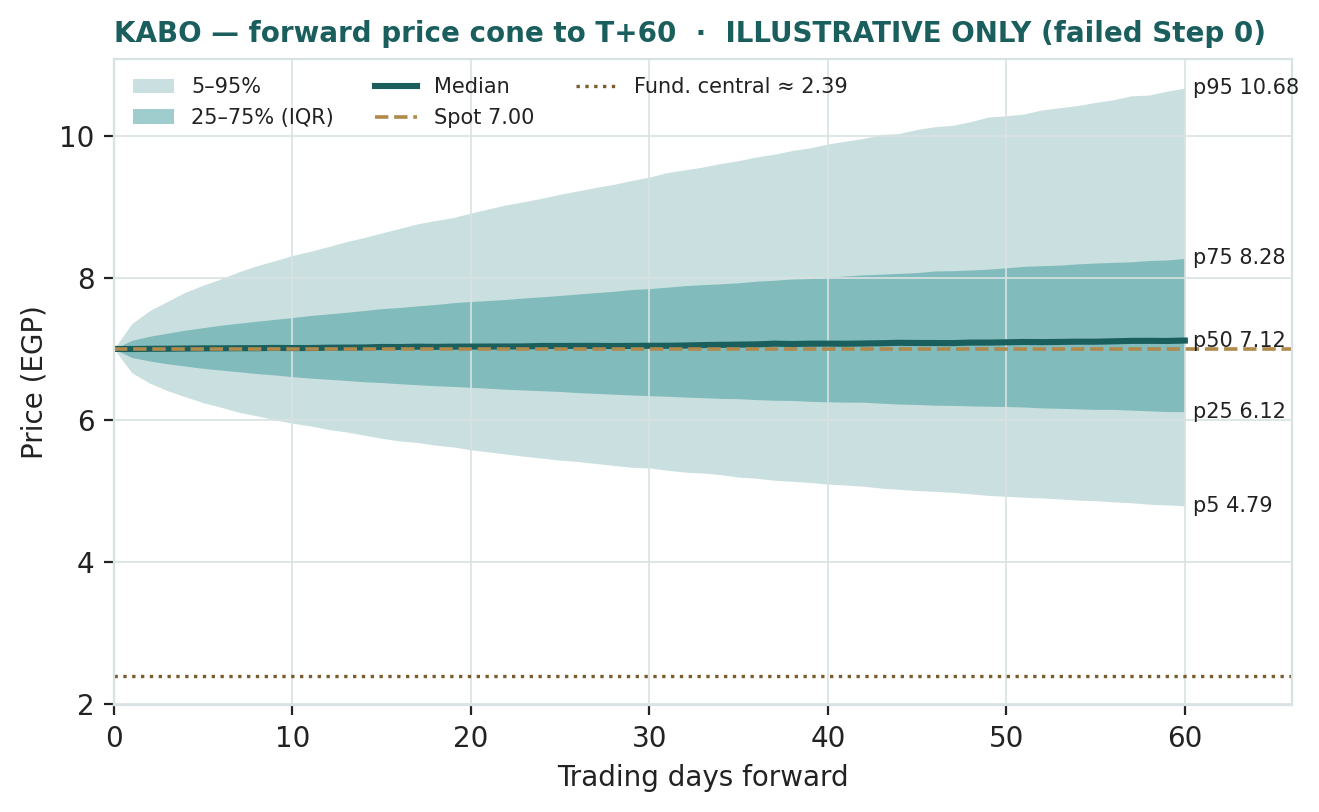 KABO — forward price cone to T+60 · ILLUSTRATIVE ONLY (failed Step 0)
5–95%
25–75% (IQR)
Median
Spot 7.00
Fund. central ≈ 2.39
p95 10.68
p75 8.28
p50 7.12
p25 6.12
p5 4.79
Price (EGP)
10
8
6
4
2
0
10
20
30
40
50
60
Trading days forward